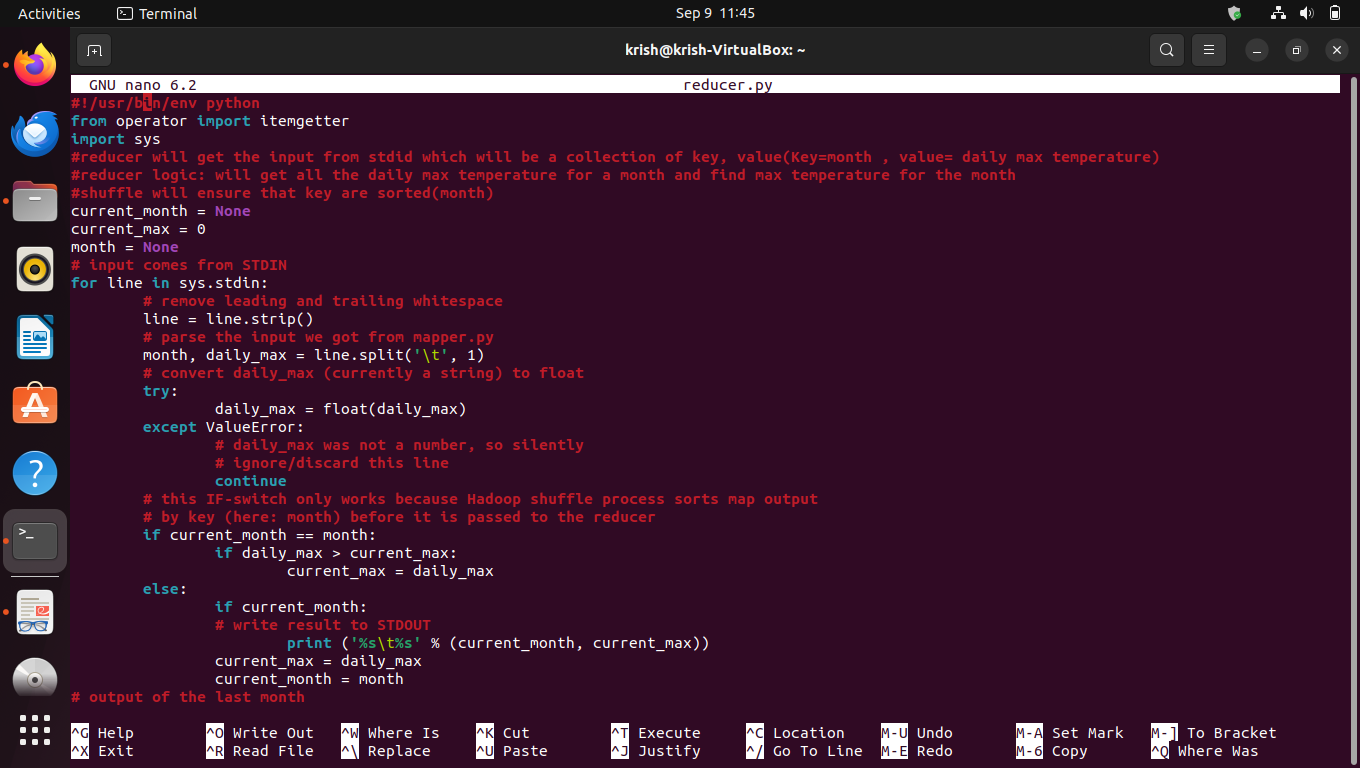 Activities Terminal Sep 9 11:45
krish@krish-VirtualBox: ~
GNU nano 6.2 reducer.py
#!/usr/bin/env python
from operator import itemgetter
import sys
#reducer will get the input from stdid which will be a collection of key, value(Key=month , value= daily max temperature)
#reducer logic: will get all the daily max temperature for a month and find max temperature for the month
#shuffle will ensure that key are sorted(month)
current_month = None
current_max = 0
month = None
# input comes from STDIN
for line in sys.stdin:
        # remove leading and trailing whitespace
        line = line.strip()
        # parse the input we got from mapper.py
        month, daily_max = line.split('\t', 1)
        # convert daily_max (currently a string) to float
        try:
                daily_max = float(daily_max)
        except ValueError:
                # daily_max was not a number, so silently
                # ignore/discard this line
                continue
        # this IF-switch only works because Hadoop shuffle process sorts map output
        # by key (here: month) before it is passed to the reducer
        if current_month == month:
                if daily_max > current_max:
                        current_max = daily_max
        else:
                if current_month:
                # write result to STDOUT
                        print ('%s\t%s' % (current_month, current_max))
                current_max = daily_max
                current_month = month
# output of the last month
^G Help ^O Write Out ^W Where Is ^K Cut ^T Execute ^C Location M-U Undo M-A Set Mark M-] To Bracket
^X Exit ^R Read File ^\ Replace ^U Paste ^J Justify ^/ Go To Line M-E Redo M-6 Copy ^Q Where Was